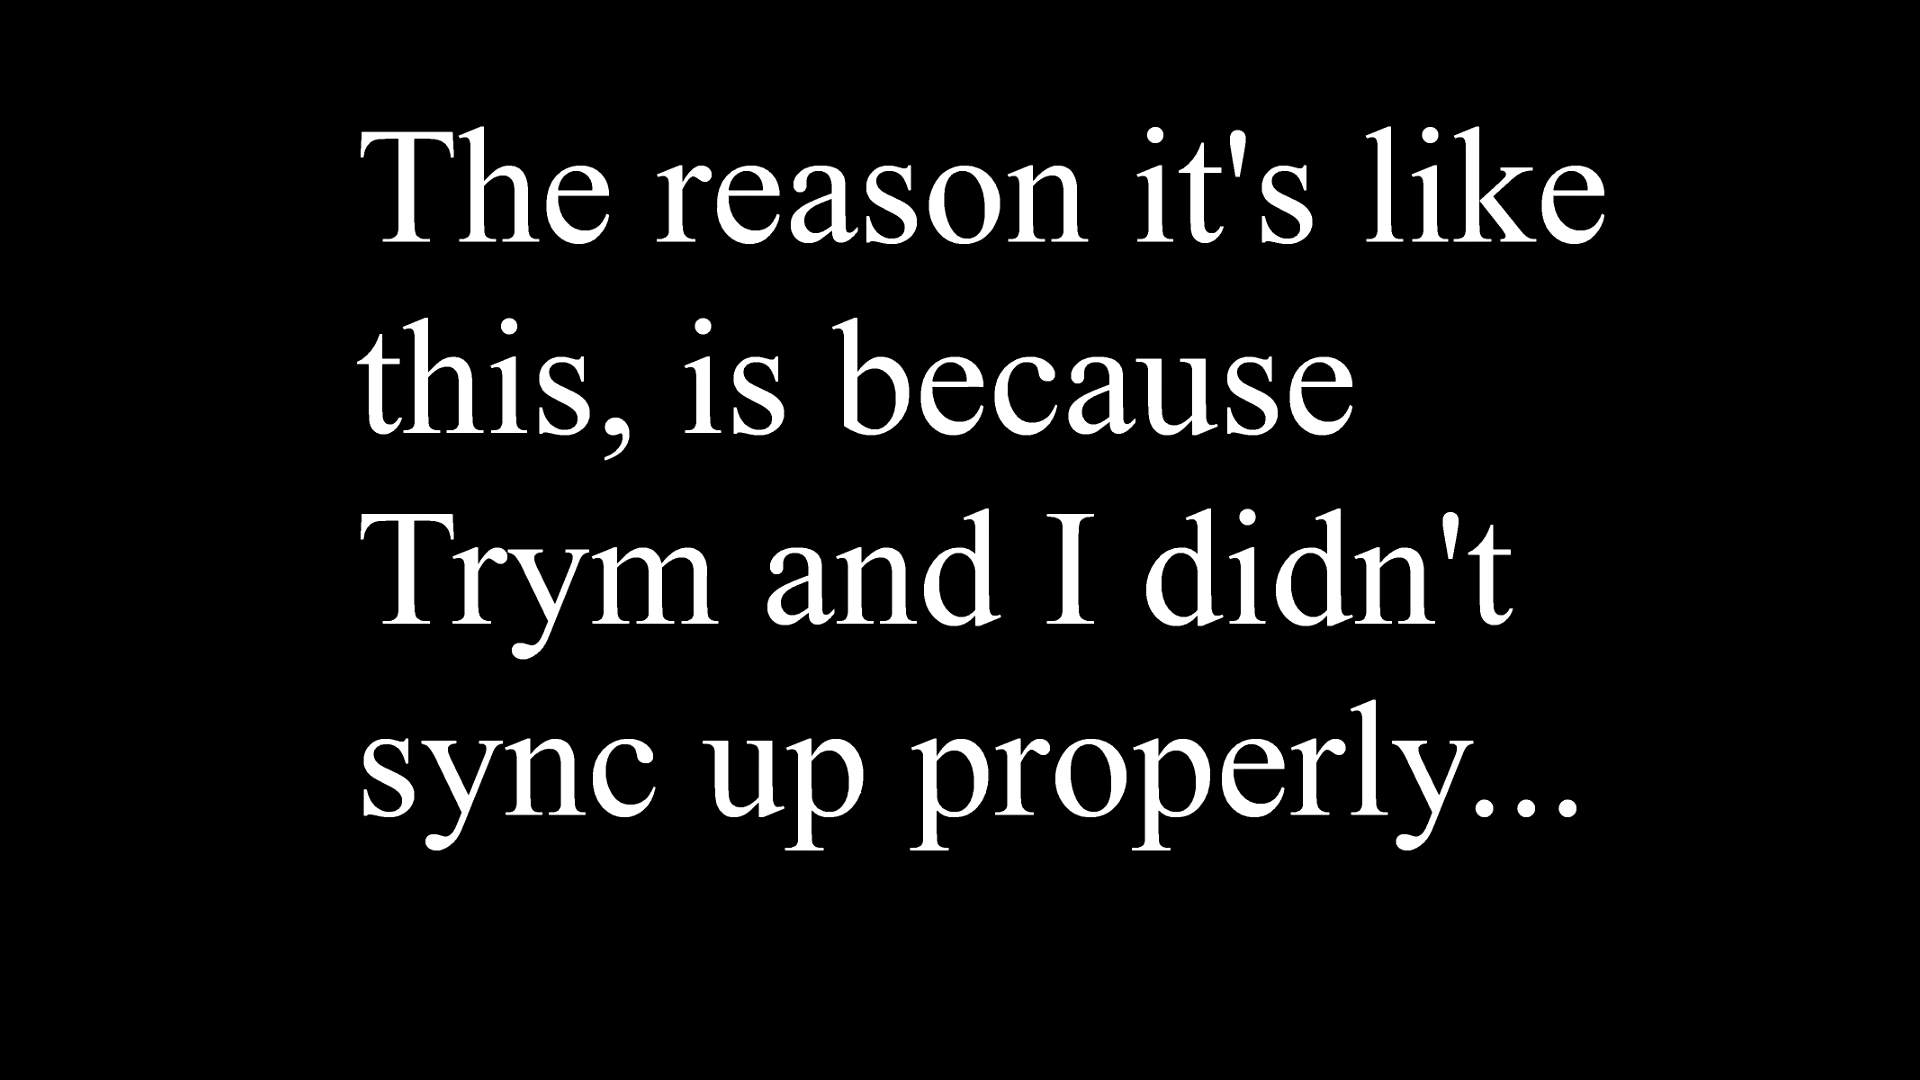 The reason it's like
this, is because
Trym and I didn't
sync up properly...